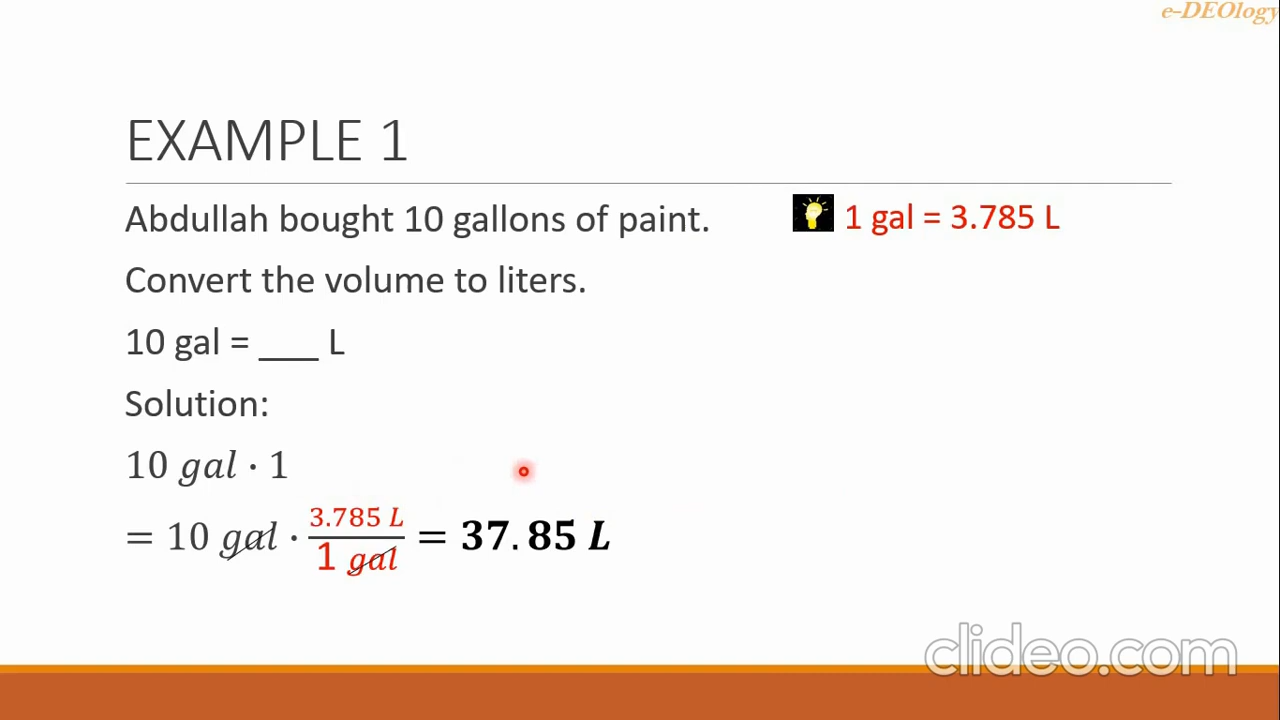 e-DEOlogy
EXAMPLE 1
Abdullah bought 10 gallons of paint.
1 gal = 3.785 L
Convert the volume to liters.
10 gal = ___ L
Solution:
10 gal · 1
= 10 gal · 3.785 L / 1 gal = 37.85 L
clideo.com